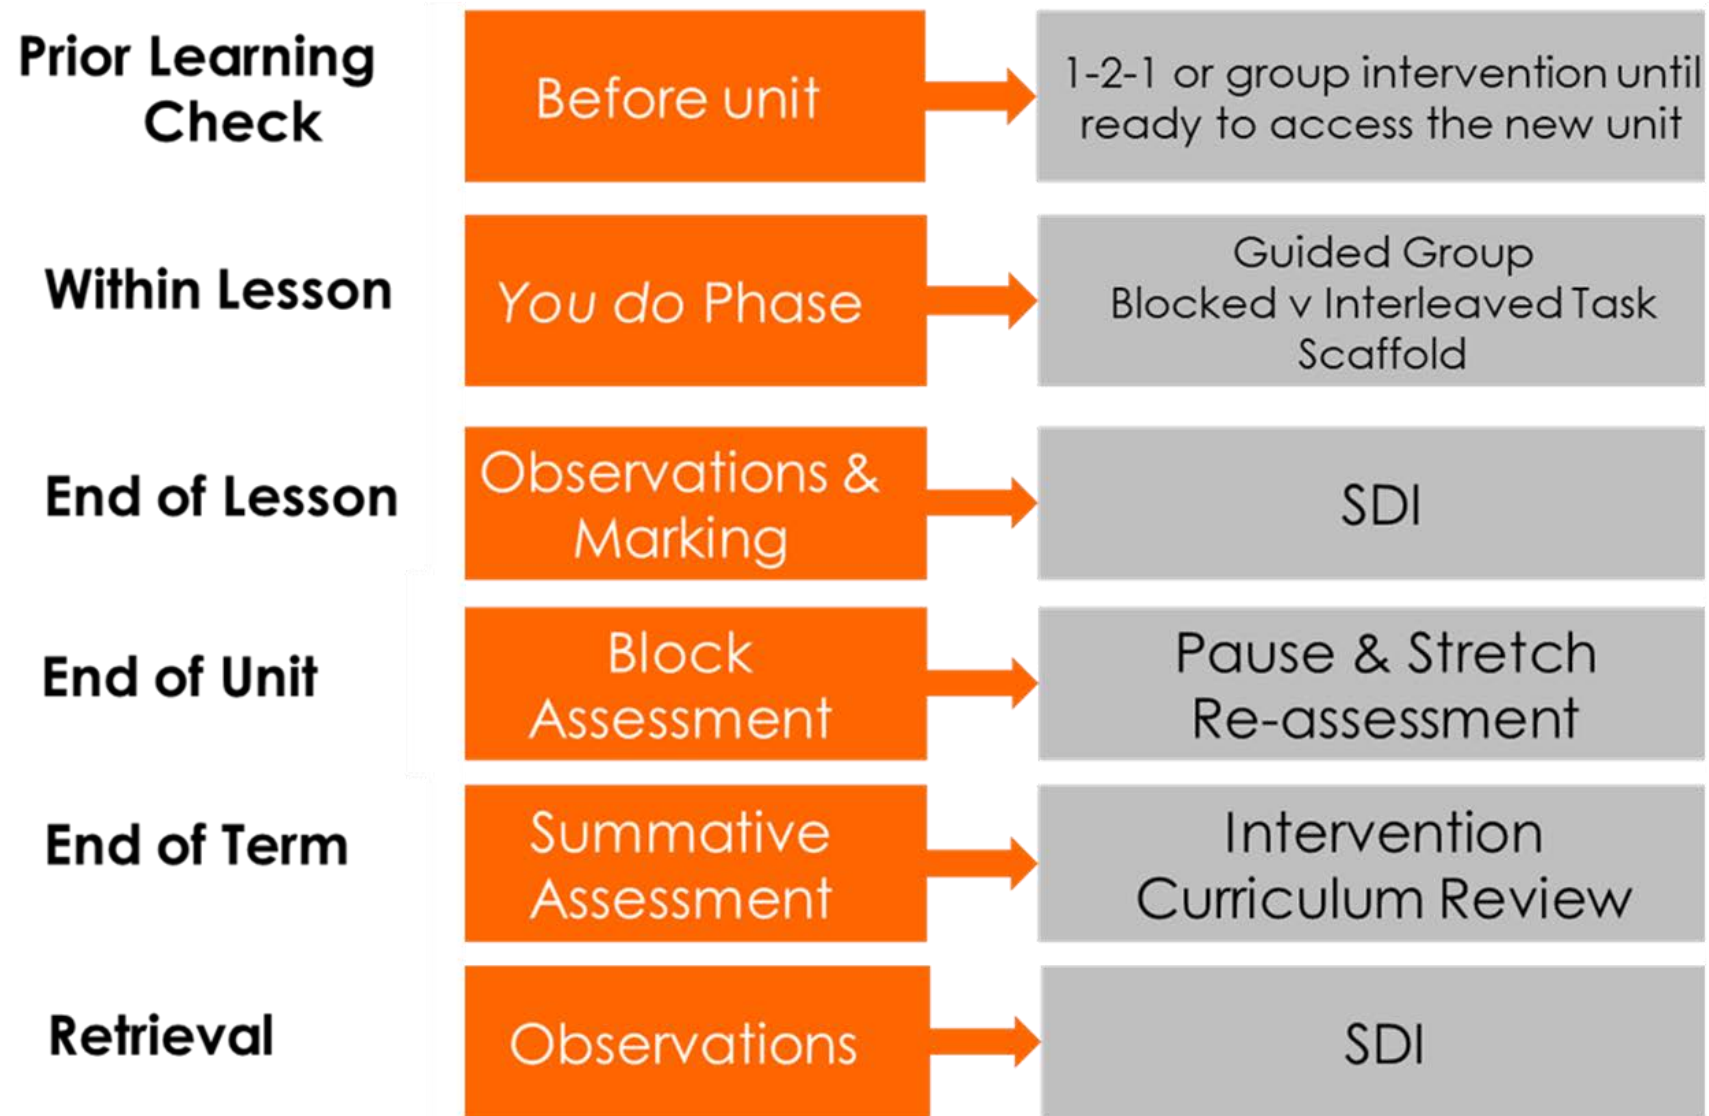 Prior Learning
Check
Before unit
1-2-1 or group intervention until
ready to access the new unit
Within Lesson
You do Phase
Guided Group
Blocked v Interleaved Task
Scaffold
End of Lesson
Observations &
Marking
SDI
End of Unit
Block
Assessment
Pause & Stretch
Re-assessment
End of Term
Summative
Assessment
Intervention
Curriculum Review
Retrieval
Observations
SDI